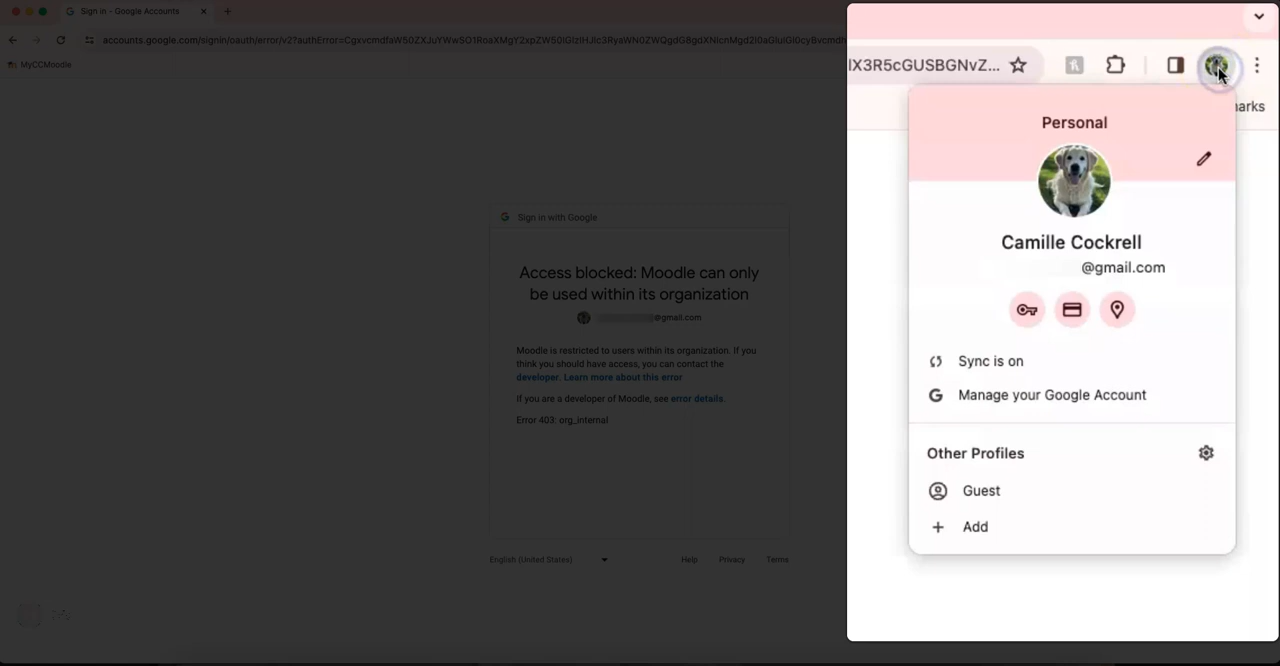 Sign in - Google Accounts
accounts.google.com/signin/oauth/error/v2?authError=
MyCCMoodle
lX3R5cGUSBGNvZ...
arks
Personal
Camille Cockrell
@gmail.com
Sync is on
Manage your Google Account
Other Profiles
Guest
Add
Sign in with Google
Access blocked: Moodle can only
be used within its organization
@gmail.com
Moodle is restricted to users within its organization. If you
think you should have access, you can contact the
developer. Learn more about this error
If you are a developer of Moodle, see error details.
Error 403: org_internal
English (United States)
Help Privacy Terms